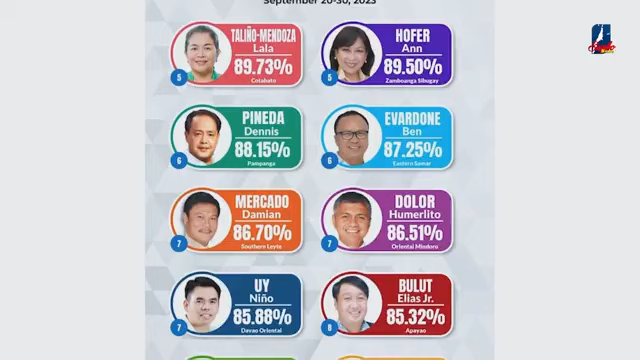 September 20-30, 2023
TALIÑO-MENDOZA
Lala
89.73%
Cotabato
5
HOFER
Ann
89.50%
Zamboanga Sibugay
5
PINEDA
Dennis
88.15%
Pampanga
6
EVARDONE
Ben
87.25%
Eastern Samar
6
MERCADO
Damian
86.70%
Southern Leyte
7
DOLOR
Humerlito
86.51%
Oriental Mindoro
7
UY
Niño
85.88%
Davao Oriental
7
BULUT
Elias Jr.
85.32%
Apayao
8